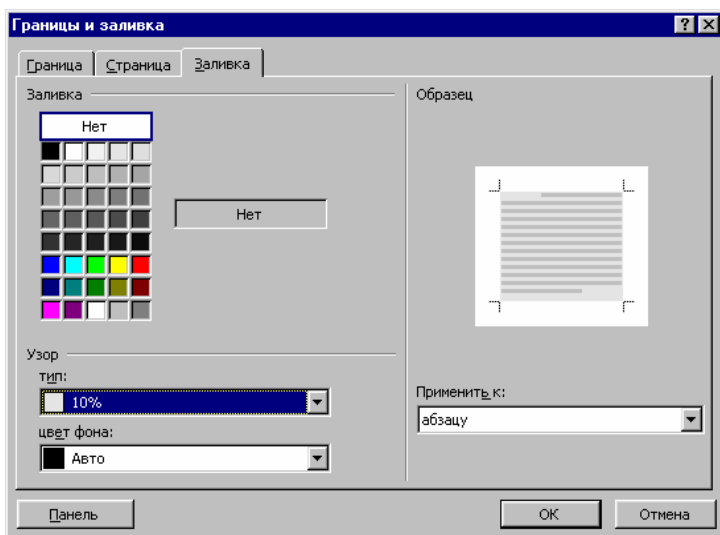 Границы и заливка
Граница Страница Заливка
Заливка
Нет
Нет
Узор
тип:
10%
цвет фона:
Авто
Образец
Применить к:
абзацу
Панель
ОК
Отмена